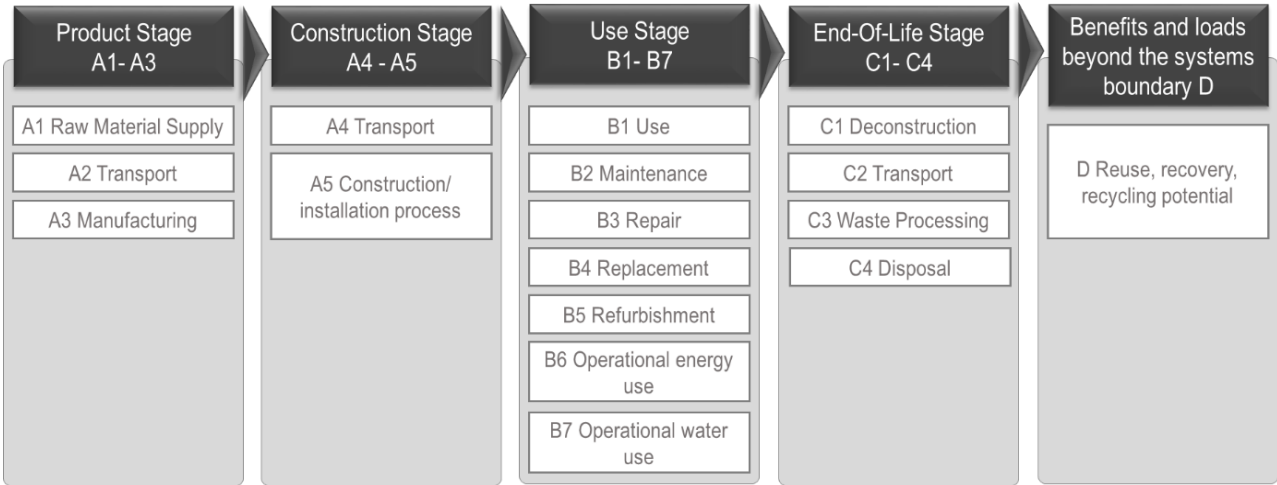 Product Stage
A1- A3
Construction Stage
A4 - A5
Use Stage
B1- B7
End-Of-Life Stage
C1- C4
Benefits and loads
beyond the systems
boundary D
A1 Raw Material Supply
A2 Transport
A3 Manufacturing
A4 Transport
A5 Construction/
installation process
B1 Use
B2 Maintenance
B3 Repair
B4 Replacement
B5 Refurbishment
B6 Operational energy
use
B7 Operational water
use
C1 Deconstruction
C2 Transport
C3 Waste Processing
C4 Disposal
D Reuse, recovery,
recycling potential